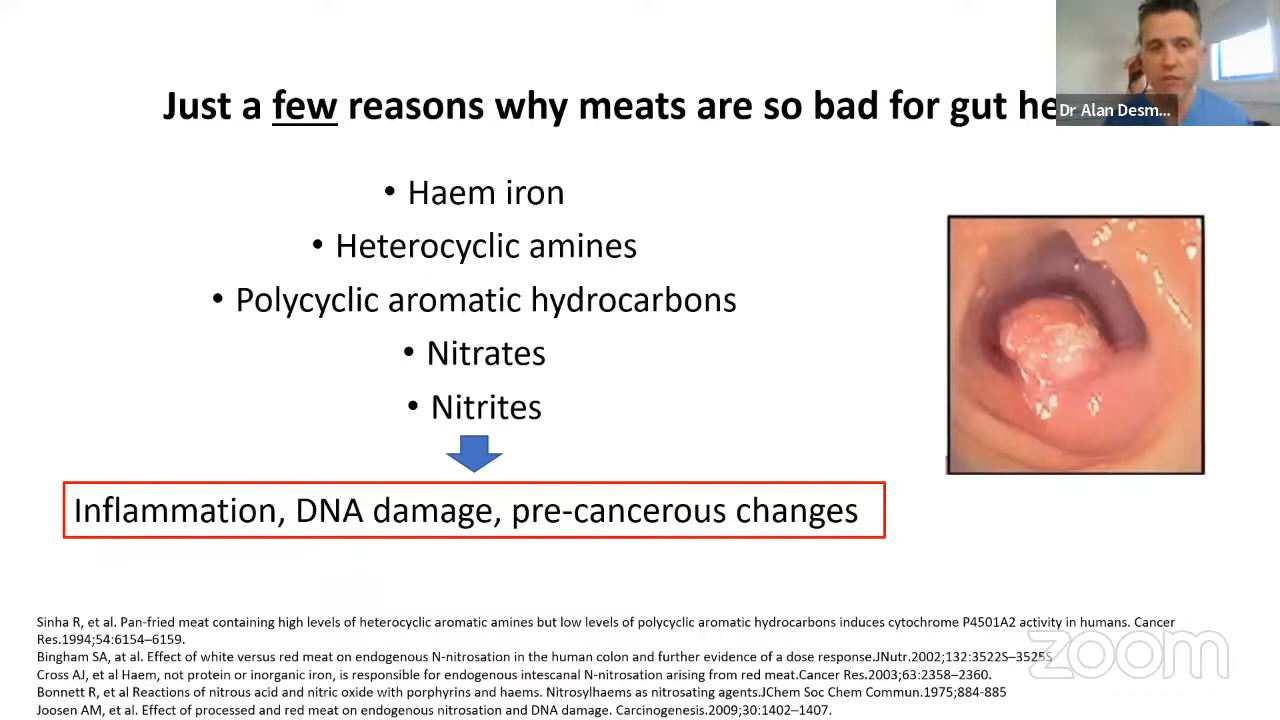 Just a few reasons why meats are so bad for gut he
Dr Alan Desm...
• Haem iron
• Heterocyclic amines
• Polycyclic aromatic hydrocarbons
• Nitrates
• Nitrites
Inflammation, DNA damage, pre-cancerous changes
Sinha R, et al. Pan-fried meat containing high levels of heterocyclic aromatic amines but low levels of polycyclic aromatic hydrocarbons induces cytochrome P4501A2 activity in humans. Cancer
Res.1994;54:6154–6159.
Bingham SA, at al. Effect of white versus red meat on endogenous N-nitrosation in the human colon and further evidence of a dose response.JNutr.2002;132:3522S–3525S
Cross AJ, et al Haem, not protein or inorganic iron, is responsible for endogenous intescanal N-nitrosation arising from red meat.Cancer Res.2003;63:2358–2360.
Bonnett R, et al Reactions of nitrous acid and nitric oxide with porphyrins and haems. Nitrosylhaems as nitrosating agents.JChem Soc Chem Commun.1975;884-885
Joosen AM, et al. Effect of processed and red meat on endogenous nitrosation and DNA damage. Carcinogenesis.2009;30:1402–1407.
zoom